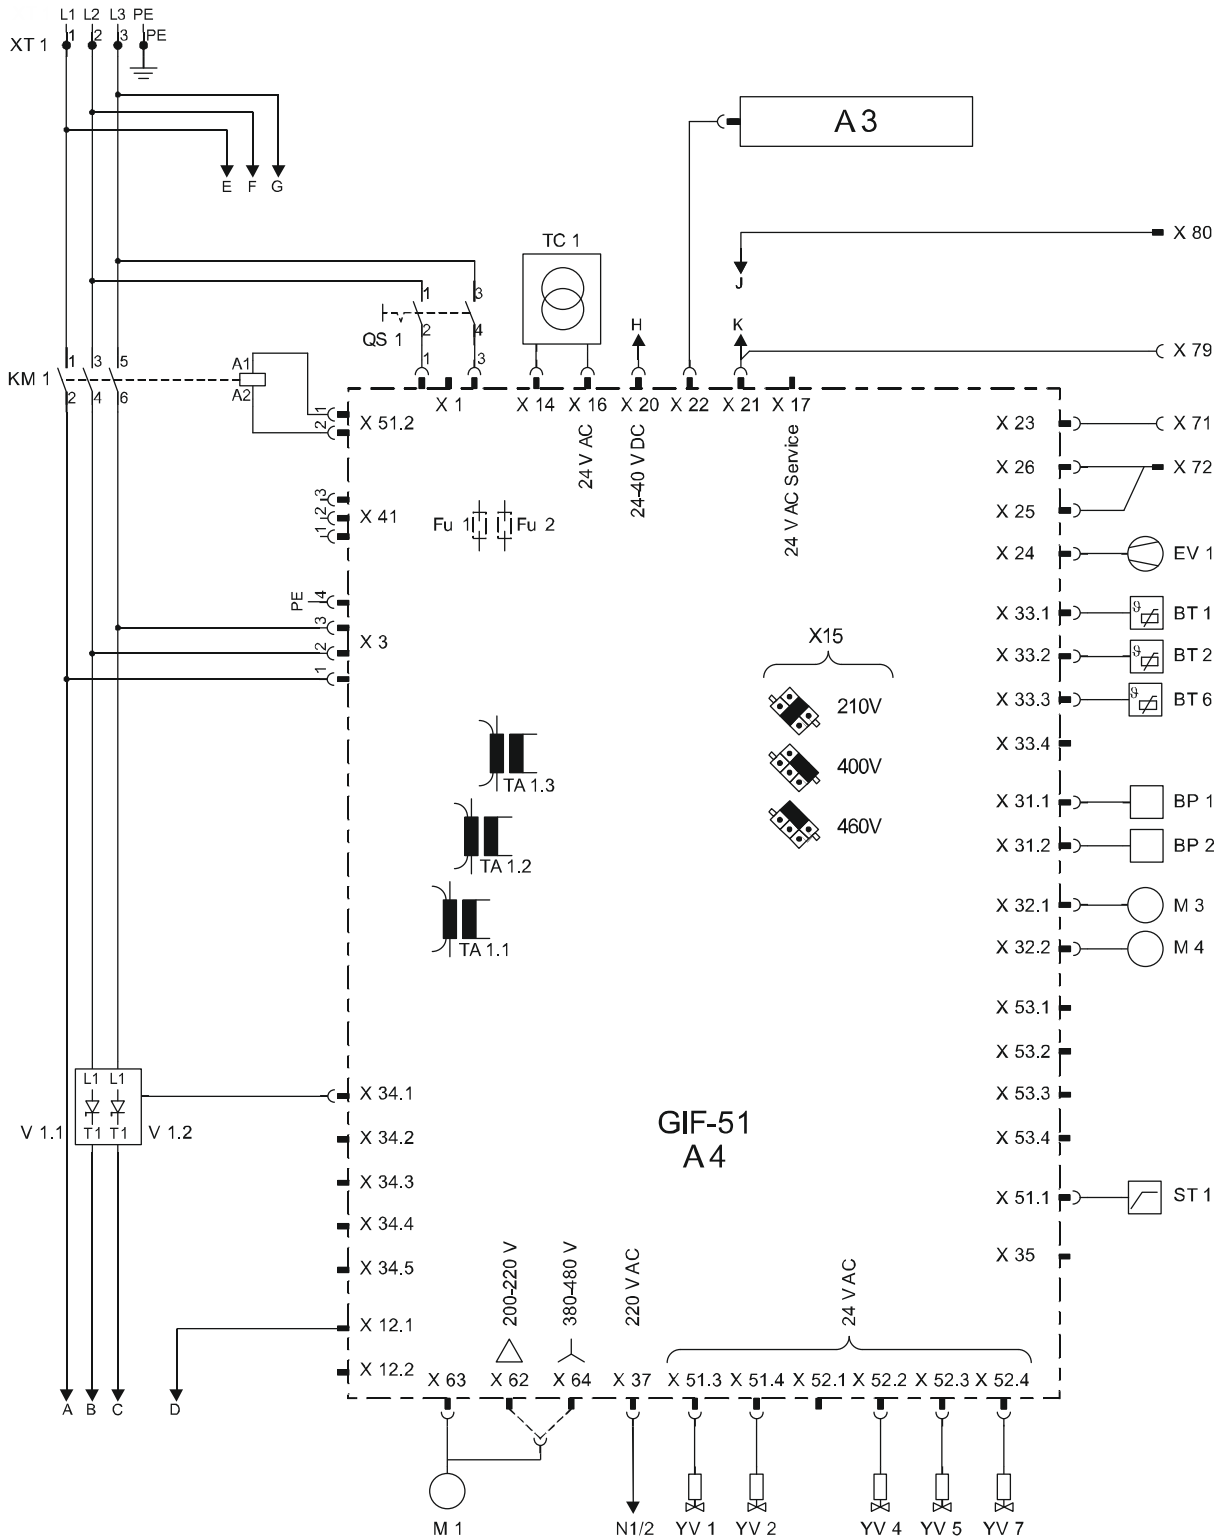 L1 L2 L3 PE
XT 1 1 2 3 PE
A 3
E F G
X 80
TC 1
J
1 3
H K
QS 1 2 4
X 79
1 3 5 A1 1 3
KM 1
2 4 6 A2
X 1 X 14 X 16 X 20 X 22 X 21 X 17
1 X 51.2 X 23 X 71
2
24 V AC 24-40 V DC 24 V AC Service
X 26 X 72
3
2 X 41 Fu 1 Fu 2 X 25
1
X 24 EV 1
PE 4
3 X 33.1 ϑ BT 1
2 X 3 X15
1 X 33.2 ϑ BT 2
210V X 33.3 ϑ BT 6
X 33.4
400V
TA 1.3
X 31.1 BP 1
460V
X 31.2 BP 2
TA 1.2
X 32.1 M 3
TA 1.1 X 32.2 M 4
X 53.1
X 53.2
L1 L1
X 34.1 X 53.3
GIF-51
V 1.1 T1 T1 V 1.2
X 34.2 X 53.4
A 4
X 34.3
X 51.1 ST 1
X 34.4
X 35
X 34.5
200-220 V 380-480 V 220 V AC 24 V AC
X 12.1
X 12.2
X 63 X 62 X 64 X 37 X 51.3 X 51.4 X 52.1 X 52.2 X 52.3 X 52.4
A B C D
M 1 N1/2 YV 1 YV 2 YV 4 YV 5 YV 7